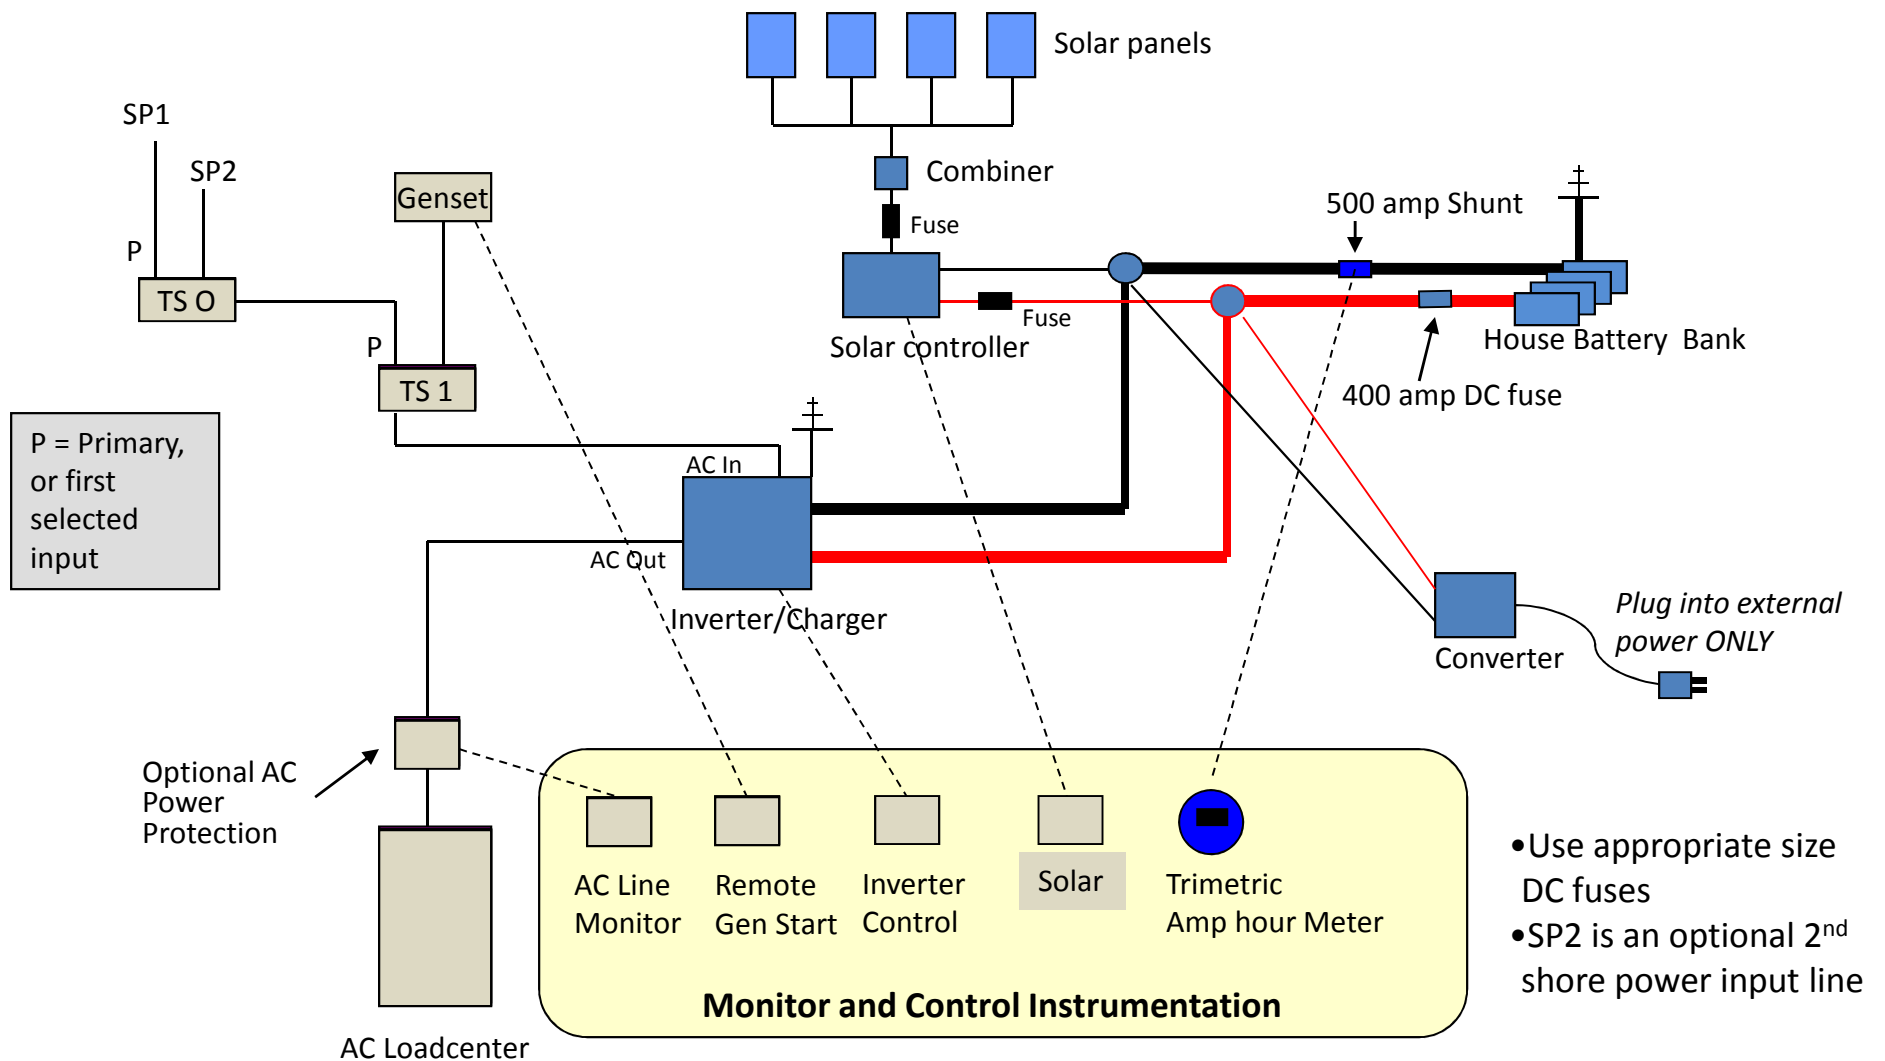 Solar panels
SP1
SP2
Combiner
Genset
500 amp Shunt
Fuse
P
TS O
Fuse
Solar controller
House Battery  Bank
P
TS 1
400 amp DC fuse
P = Primary,
or first
selected
input
AC In
AC Out
Inverter/Charger
Plug into external
power ONLY
Converter
Optional AC
Power
Protection
AC Line
Monitor
Remote
Gen Start
Inverter
Control
Solar
Trimetric
Amp hour Meter
•Use appropriate size
DC fuses
•SP2 is an optional 2nd
shore power input line
Monitor and Control Instrumentation
AC Loadcenter